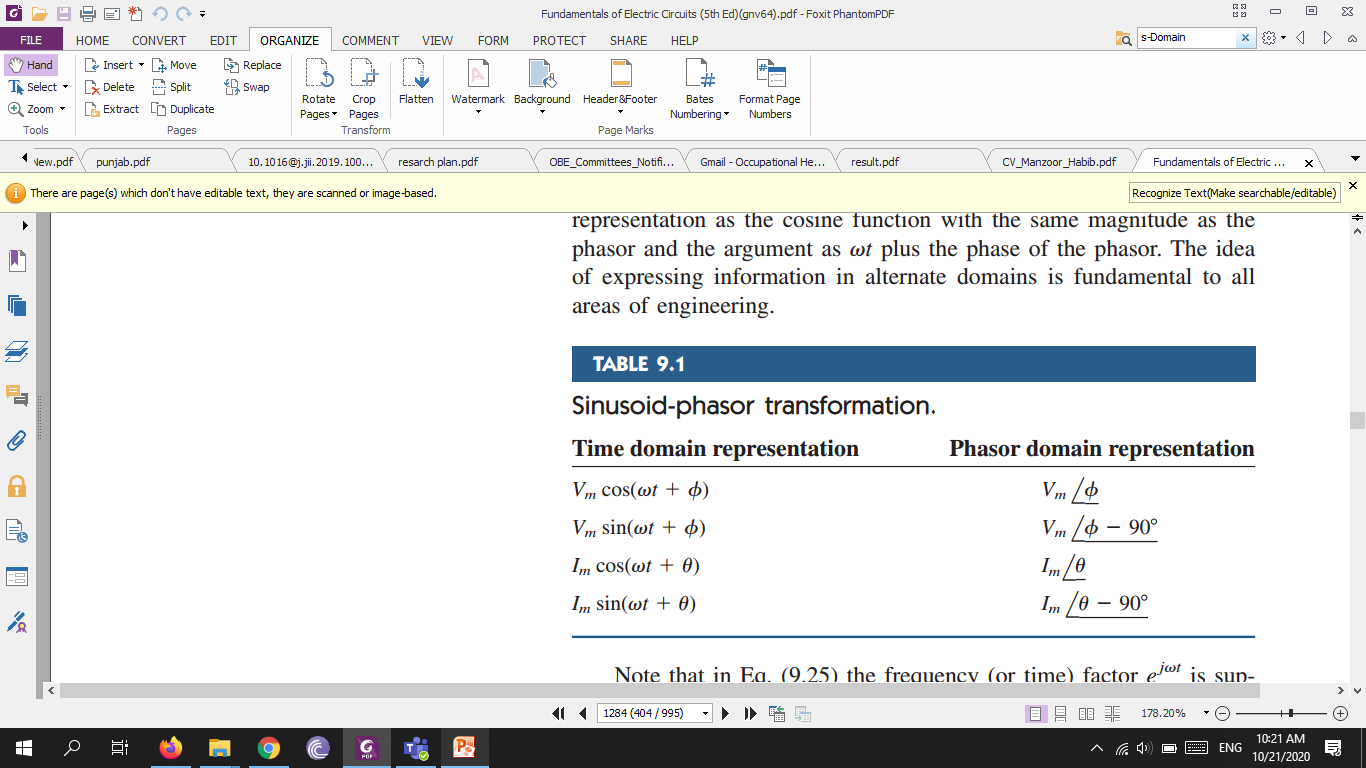 Fundamentals of Electric Circuits (5th Ed)(gnv64).pdf - Foxit PhantomPDF
FILE HOME CONVERT EDIT ORGANIZE COMMENT VIEW FORM PROTECT SHARE HELP s-Domain
Hand Insert Move Replace
Select Delete Split Swap
Zoom Extract Duplicate
Rotate Pages Crop Pages Flatten Watermark Background Header&Footer Bates Numbering Format Page Numbers
Tools Pages Transform Page Marks
New.pdf punjab.pdf 10.1016@j.jii.2019.100... resarch plan.pdf OBE_Committees_Notifi... Gmail - Occupational He... result.pdf CV_Manzoor_Habib.pdf Fundamentals of Electric ...
There are page(s) which don't have editable text, they are scanned or image-based. Recognize Text(Make searchable/editable)
representation as the cosine function with the same magnitude as the
phasor and the argument as ωt plus the phase of the phasor. The idea
of expressing information in alternate domains is fundamental to all
areas of engineering.
TABLE 9.1
Sinusoid-phasor transformation.
Time domain representation Phasor domain representation
Vm cos(ωt + ϕ) Vm /ϕ
Vm sin(ωt + ϕ) Vm /ϕ − 90°
Im cos(ωt + θ) Im /θ
Im sin(ωt + θ) Im /θ − 90°
Note that in Eq. (9.25) the frequency (or time) factor e^jωt is sup-
1284 (404 / 995) 178.20%
ENG 10:21 AM
10/21/2020